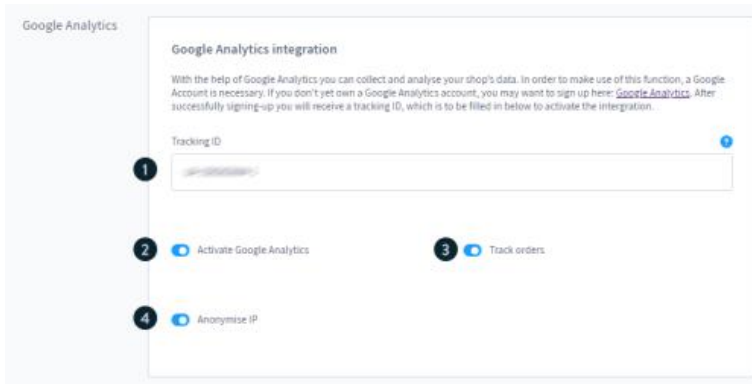 Google Analytics
Google Analytics integration
With the help of Google Analytics you can collect and analyse your shop's data. In order to make use of this function, a Google
Account is necessary. If you don't yet own a Google Analytics account, you may want to sign up here: Google Analytics. After
successfully signing-up you will receive a tracking ID, which is to be filled in below to activate the intergration.
Tracking ID ?
1
2 Activate Google Analytics 3 Track orders
4 Anonymise IP